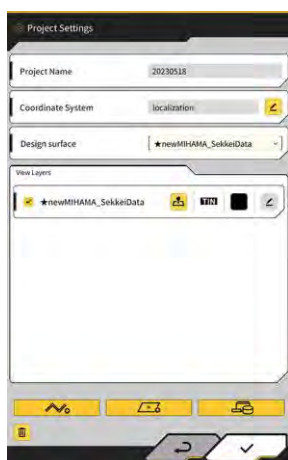 Project Settings
Project Name 20230518
Coordinate System localization
Design surface ★newMIHAMA_SekkeiData
View Layers
★newMIHAMA_SekkeiData TIN